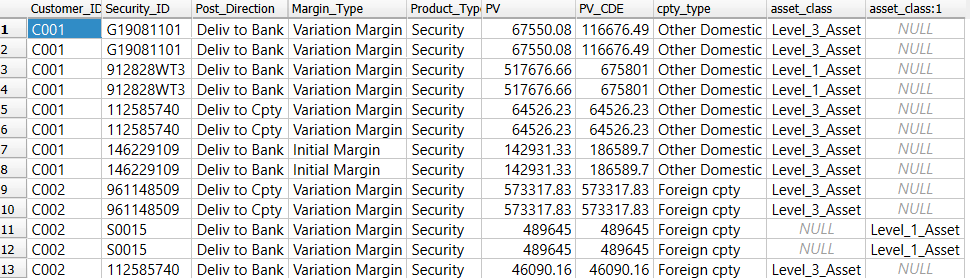 Customer_ID Security_ID Post_Direction Margin_Type Product_Typ PV PV_CDE cpty_type asset_class asset_class:1
1 C001 G19081101 Deliv to Bank Variation Margin Security 67550.08 116676.49 Other Domestic Level_3_Asset NULL
2 C001 G19081101 Deliv to Bank Variation Margin Security 67550.08 116676.49 Other Domestic Level_3_Asset NULL
3 C001 912828WT3 Deliv to Bank Variation Margin Security 517676.66 675801 Other Domestic Level_1_Asset NULL
4 C001 912828WT3 Deliv to Bank Variation Margin Security 517676.66 675801 Other Domestic Level_1_Asset NULL
5 C001 112585740 Deliv to Cpty Variation Margin Security 64526.23 64526.23 Other Domestic Level_3_Asset NULL
6 C001 112585740 Deliv to Cpty Variation Margin Security 64526.23 64526.23 Other Domestic Level_3_Asset NULL
7 C001 146229109 Deliv to Bank Initial Margin Security 142931.33 186589.7 Other Domestic Level_3_Asset NULL
8 C001 146229109 Deliv to Bank Initial Margin Security 142931.33 186589.7 Other Domestic Level_3_Asset NULL
9 C002 961148509 Deliv to Cpty Variation Margin Security 573317.83 573317.83 Foreign cpty Level_3_Asset NULL
10 C002 961148509 Deliv to Cpty Variation Margin Security 573317.83 573317.83 Foreign cpty Level_3_Asset NULL
11 C002 S0015 Deliv to Bank Variation Margin Security 489645 489645 Foreign cpty NULL Level_1_Asset
12 C002 S0015 Deliv to Bank Variation Margin Security 489645 489645 Foreign cpty NULL Level_1_Asset
13 C002 112585740 Deliv to Bank Variation Margin Security 46090.16 46090.16 Foreign cpty Level_3_Asset NULL